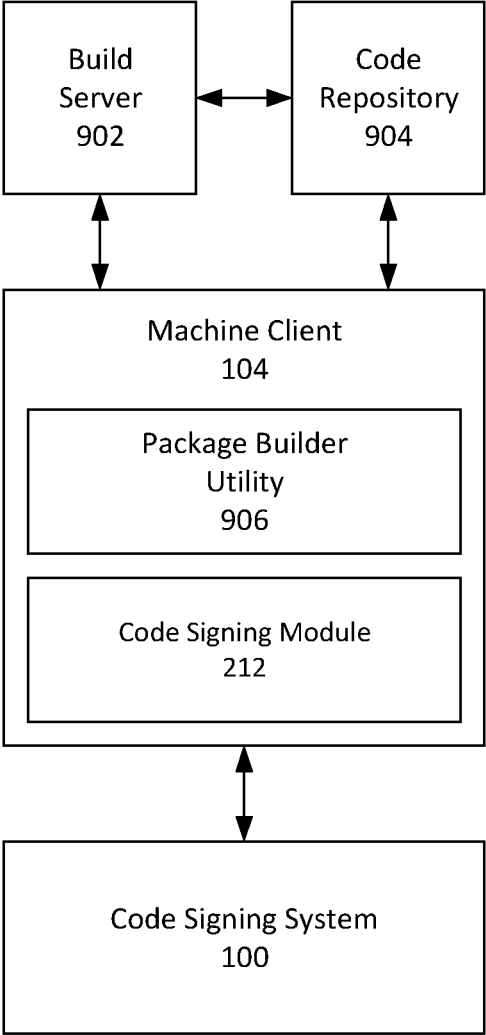 Build
Server
902
Code
Repository
904
Machine Client
104
Package Builder
Utility
906
Code Signing Module
212
Code Signing System
100